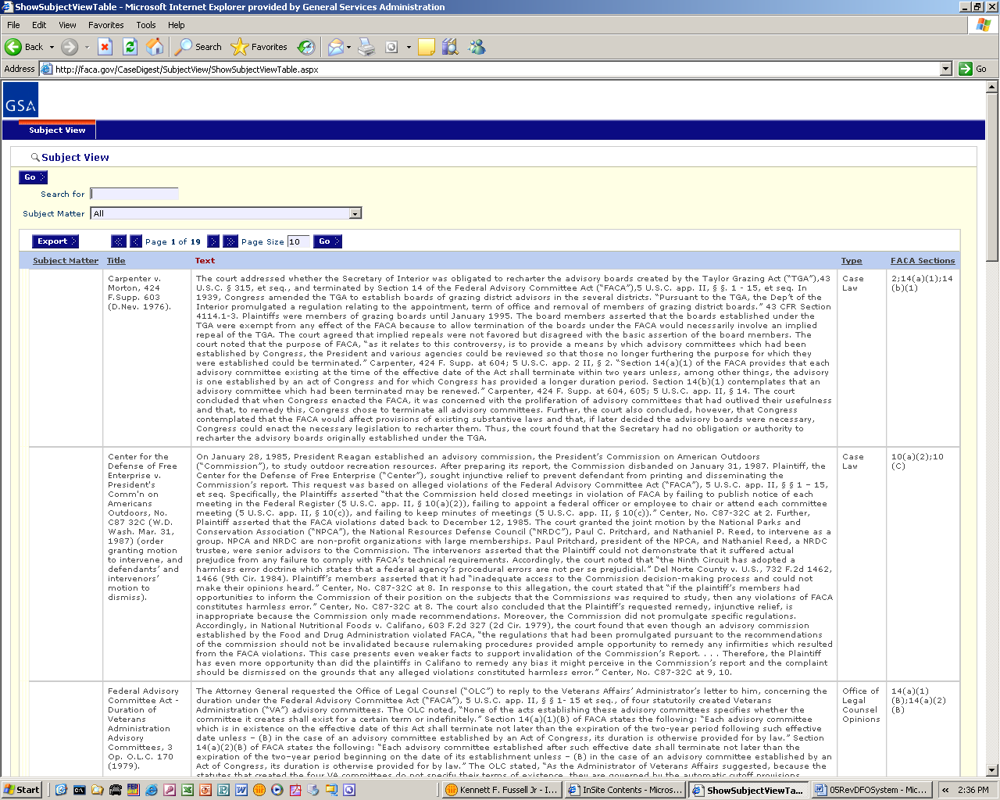 ShowSubjectViewTable - Microsoft Internet Explorer provided by General Services Administration
File Edit View Favorites Tools Help
Back Search Favorites
Address http://faca.gov/CaseDigest/SubjectView/ShowSubjectViewTable.aspx Go
GSA
Subject View
Subject View
Go
Search for
Subject Matter All
Export Page 1 of 19 Page Size 10 Go
Subject Matter Title Text Type FACA Sections
Carpenter v.
Morton, 424
F.Supp. 603
(D.Nev. 1976).
The court addressed whether the Secretary of Interior was obligated to recharter the advisory boards created by the Taylor Grazing Act (“TGA”),43
U.S.C. § 315, et seq., and terminated by Section 14 of the Federal Advisory Committee Act (“FACA”),5 U.S.C. app. II, § §. 1 - 15, et seq. In
1939, Congress amended the TGA to establish boards of grazing district advisors in the several districts. “Pursuant to the TGA, the Dep’t of the
Interior promulgated a regulation relating to the appointment, term of office and removal of members of grazing district boards.” 43 CFR Section
4114.1-3. Plaintiffs were members of grazing boards until January 1995. The board members asserted that the boards established under the
TGA were exempt from any effect of the FACA because to allow termination of the boards under the FACA would necessarily involve an implied
repeal of the TGA. The court agreed that implied repeals were not favored but disagreed with the basic assertion of the board members. The
court noted that the purpose of FACA, “as it relates to this controversy, is to provide a means by which advisory committees which had been
established by Congress, the President and various agencies could be reviewed so that those no longer furthering the purpose for which they
were established could be terminated.” Carpenter, 424 F. Supp. at 604; 5 U.S.C. app. 2 II, § 2. “Section 14(a)(1) of the FACA provides that each
advisory committee existing at the time of the effective date of the Act shall terminate within two years unless, among other things, the advisory
is one established by an act of Congress and for which Congress has provided a longer duration period. Section 14(b)(1) contemplates that an
advisory committee which had been terminated may be renewed.” Carpenter, 424 F. Supp. at 604, 605; 5 U.S.C. app. II, § 14. The court
concluded that when Congress enacted the FACA, it was concerned with the proliferation of advisory committees that had outlived their usefulness
and that, to remedy this, Congress chose to terminate all advisory committees. Further, the court also concluded, however, that Congress
contemplated that the FACA would affect provisions of existing substantive laws and that, if later decided the advisory boards were necessary,
Congress could enact the necessary legislation to recharter them. Thus, the court found that the Secretary had no obligation or authority to
recharter the advisory boards originally established under the TGA.
Case
Law
2;14(a)(1);14
(b)(1)
Center for the
Defense of Free
Enterprise v.
President's
Comm'n on
Americans
Outdoors, No.
C87 32C (W.D.
Wash. Mar. 31,
1987) (order
granting motion
to intervene, and
defendants’ and
intervenors’
motion to
dismiss).
On January 28, 1985, President Reagan established an advisory commission, the President’s Commission on American Outdoors
(“Commission”), to study outdoor recreation resources. After preparing its report, the Commission disbanded on January 31, 1987. Plaintiff, the
Center for the Defense of Free Enterprise (“Center”), sought injunctive relief to prevent defendant from printing and disseminating the
Commission’s report. This request was based on alleged violations of the Federal Advisory Committee Act (“FACA”), 5 U.S.C. app. II, § § 1 – 15,
et seq. Specifically, the Plaintiffs asserted “that the Commission held closed meetings in violation of FACA by failing to publish notice of each
meeting in the Federal Register (5 U.S.C. app. II, § 10(a)(2)), failing to appoint a federal officer or employee to chair or attend each committee
meeting (5 U.S.C. app. II, § 10(c)), and failing to keep minutes of meetings (5 U.S.C. app. II, § 10(c)).” Center, No. C87-32C at 2. Further,
Plaintiff asserted that the FACA violations dated back to December 12, 1985. The court granted the joint motion by the National Parks and
Conservation Association (“NPCA”), the National Resources Defense Council (“NRDC”), Paul C. Pritchard, and Nathaniel P. Reed, to intervene as a
group. NPCA and NRDC are non-profit organizations with large memberships. Paul Pritchard, president of the NPCA, and Nathaniel Reed, a NRDC
trustee, were senior advisors to the Commission. The intervenors asserted that the Plaintiff could not demonstrate that it suffered actual
prejudice from any failure to comply with FACA’s technical requirements. Accordingly, the court noted that “the Ninth Circuit has adopted a
harmless error doctrine which states that a federal agency’s procedural errors are not per se prejudicial.” Del Norte County v. U.S., 732 F.2d 1462,
1466 (9th Cir. 1984). Plaintiff’s members asserted that it had “inadequate access to the Commission decision-making process and could not
make their opinions heard.” Center, No. C87-32C at 8. In response to this allegation, the court stated that “if the plaintiff’s members had
opportunities to inform the Commission of their position on the subjects that the Commissions was required to study, then any violations of FACA
constitutes harmless error.” Center, No. C87-32C at 8. The court also concluded that the Plaintiff’s requested remedy, injunctive relief, is
inappropriate because the Commission only made recommendations. Moreover, the Commission did not promulgate specific regulations.
Accordingly, in National Nutritional Foods v. Califano, 603 F.2d 327 (2d Cir. 1979), the court found that even though an advisory commission
established by the Food and Drug Administration violated FACA, “the regulations that had been promulgated pursuant to the recommendations
of the commission should not be invalidated because rulemaking procedures provided ample opportunity to remedy any infirmities which resulted
from the FACA violations. This case presents even weaker facts to support invalidation of the Commission’s Report. . . . Therefore, the Plaintiff
has even more opportunity than did the plaintiffs in Califano to remedy any bias it might perceive in the Commission’s report and the complaint
should be dismissed on the grounds that any alleged violations constituted harmless error.” Center, No. C87-32C at 9, 10.
Case
Law
10(a)(2);10
(C)
Federal Advisory
Committee Act -
Duration of
Veterans
Administration
Advisory
Committees, 3
Op. O.L.C. 170
(1979).
The Attorney General requested the Office of Legal Counsel (“OLC”) to reply to the Veterans Affairs’ Administrator’s letter to him, concerning the
duration under the Federal Advisory Committee Act (“FACA”), 5 U.S.C. app. II, § § 1- 15 et seq., of four statutorily created Veterans
Administration (“VA”) advisory committees. The OLC noted, “None of the acts establishing these advisory committees specifies whether the
committee it creates shall exist for a certain term or indefinitely.” Section 14(a)(1)(B) of FACA states the following: “Each advisory committee
which is in existence on the effective date of this Act shall terminate not later than the expiration of the two-year period following such effective
date unless – (B) in the case of an advisory committee established by an Act of Congress, its duration is otherwise provided for by law.” Section
14(a)(2)(B) of FACA states the following: “Each advisory committee established after such effective date shall terminate not later than the
expiration of the two-year period beginning on the date of its establishment unless – (B) in the case of an advisory committee established by an
Act of Congress, its duration is otherwise provided for by law.” The OLC stated, “As the Administrator of Veterans Affairs suggested, because the
statutes that created the four VA committees do not specify their terms of existence, they are governed by the automatic cutoff provisions
Office of
Legal
Counsel
Opinions
14(a)(1)
(B);14(a)(2)
(B)
Start Kennett F. Fussell Jr - I... InSite Contents - Micros... ShowSubjectViewTa... 05RevDFOSystem - Mic... 2:36 PM